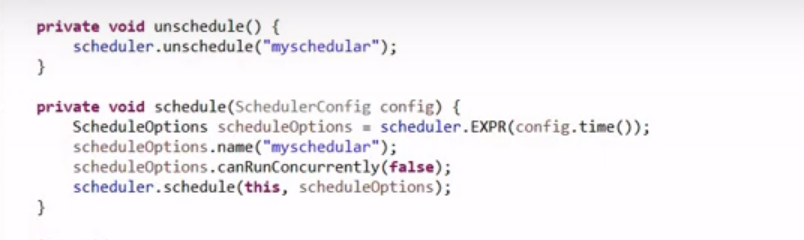 private void unschedule() {
scheduler.unschedule("myschedular");
}
private void schedule(SchedulerConfig config) {
ScheduleOptions scheduleOptions = scheduler.EXPR(config.time());
scheduleOptions.name("myschedular");
scheduleOptions.canRunConcurrently(false);
scheduler.schedule(this, scheduleOptions);
}